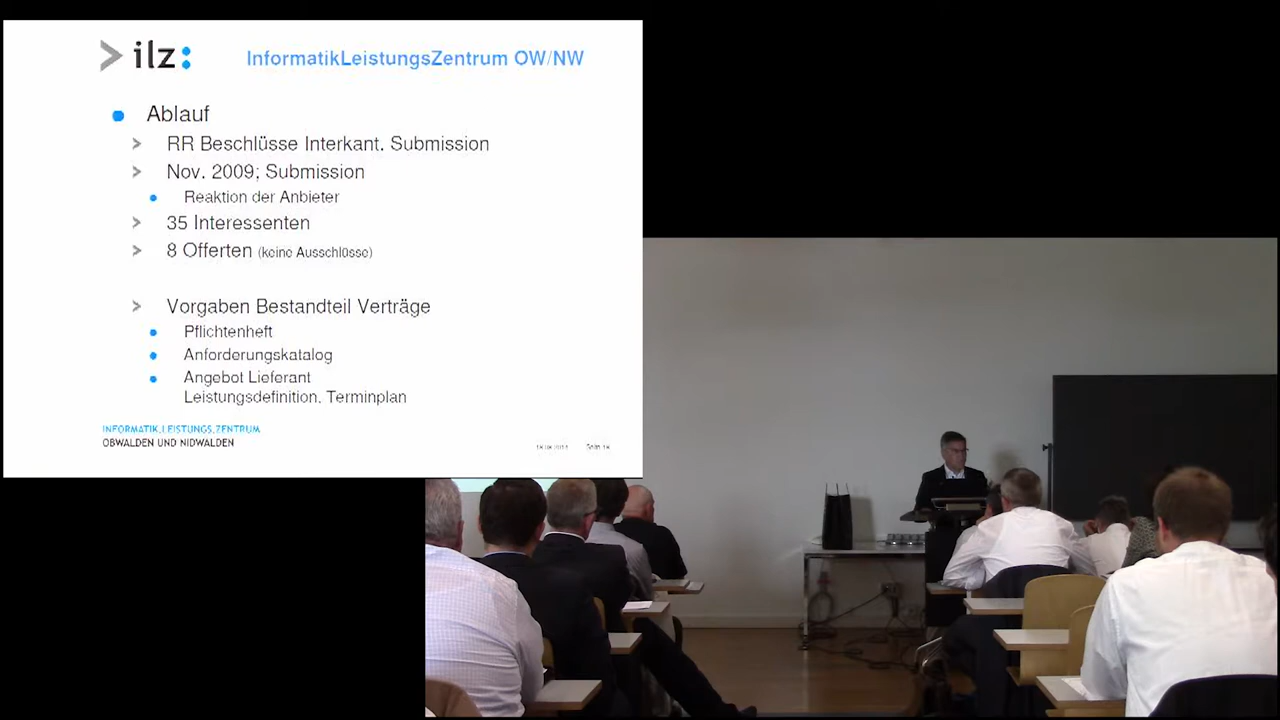 > ilz:
InformatikLeistungsZentrum OW/NW
Ablauf
> RR Beschlüsse Interkant. Submission
> Nov. 2009; Submission
Reaktion der Anbieter
> 35 Interessenten
> 8 Offerten (keine Ausschlüsse)
> Vorgaben Bestandteil Verträge
Pflichtenheft
Anforderungskatalog
Angebot Lieferant
Leistungsdefinition, Terminplan
INFORMATIK.LEISTUNGS.ZENTRUM
OBWALDEN UND NIDWALDEN